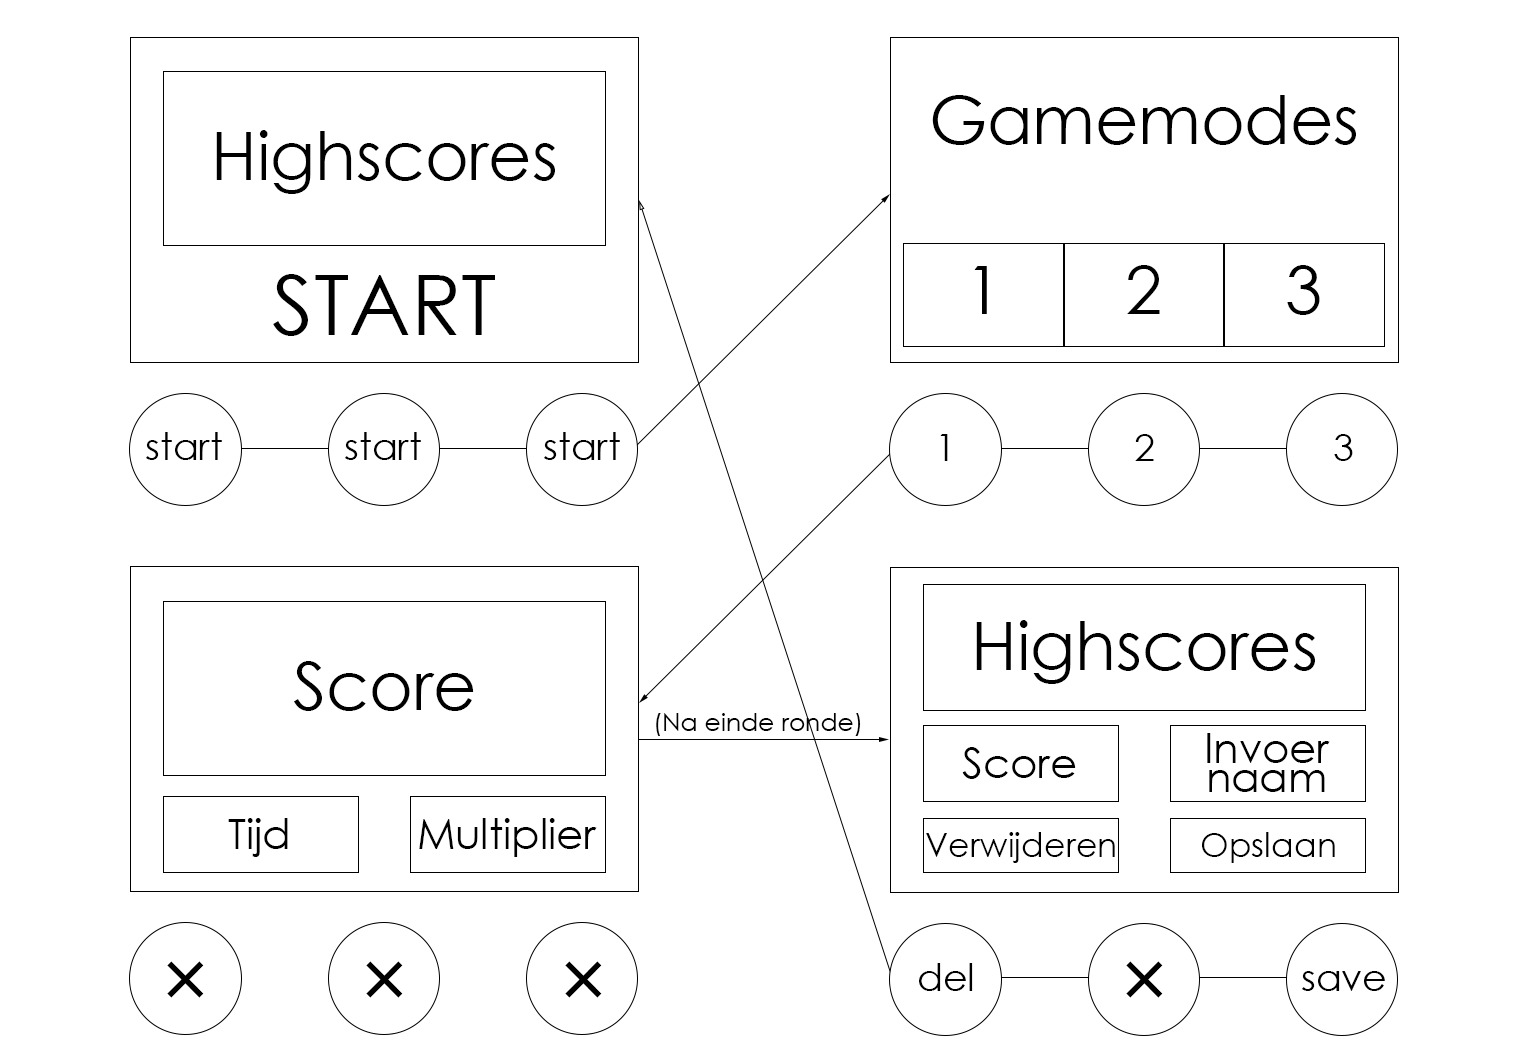 Highscores
START
start start start
Gamemodes
1 2 3
1 2 3
Score
Tijd Multiplier
(Na einde ronde)
Highscores
Score
Invoer
naam
Verwijderen Opslaan
del save